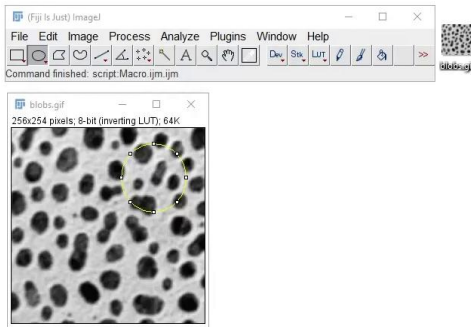 (Fiji Is Just) ImageJ
File Edit Image Process Analyze Plugins Window Help
A Dev Stk LUT >>
Command finished: script:Macro.ijm.ijm
blobs.gif
blobs.gif
256x254 pixels; 8-bit (inverting LUT); 64K